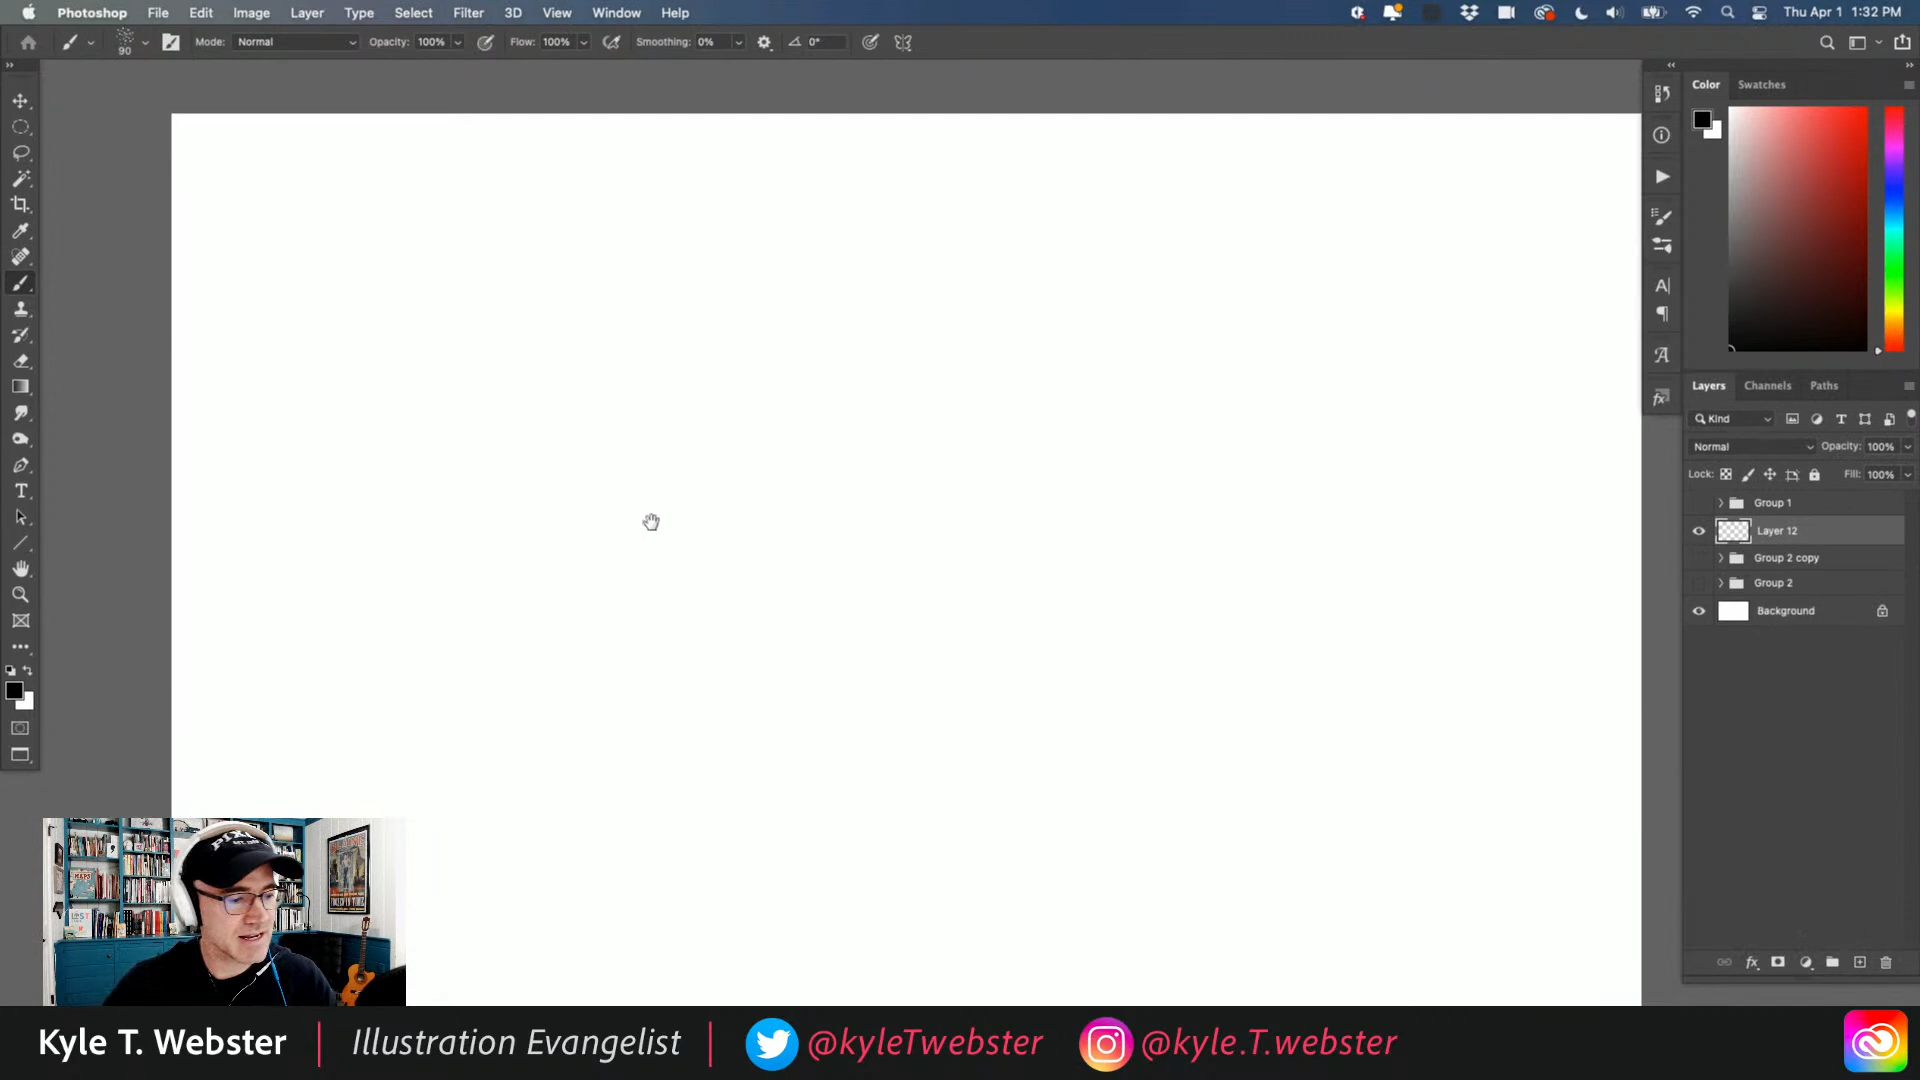 Photoshop File Edit Image Layer Type Select Filter 3D View Window Help Thu Apr 1 1:32 PM
90 Mode: Normal Opacity: 100% Flow: 100% Smoothing: 0% 0°
Color Swatches
Layers Channels Paths
Kind
Normal Opacity: 100%
Lock: Fill: 100%
Group 1
Layer 12
Group 2 copy
Group 2
Background
Kyle T. Webster | Illustration Evangelist | @kyleTwebster @kyle.T.webster